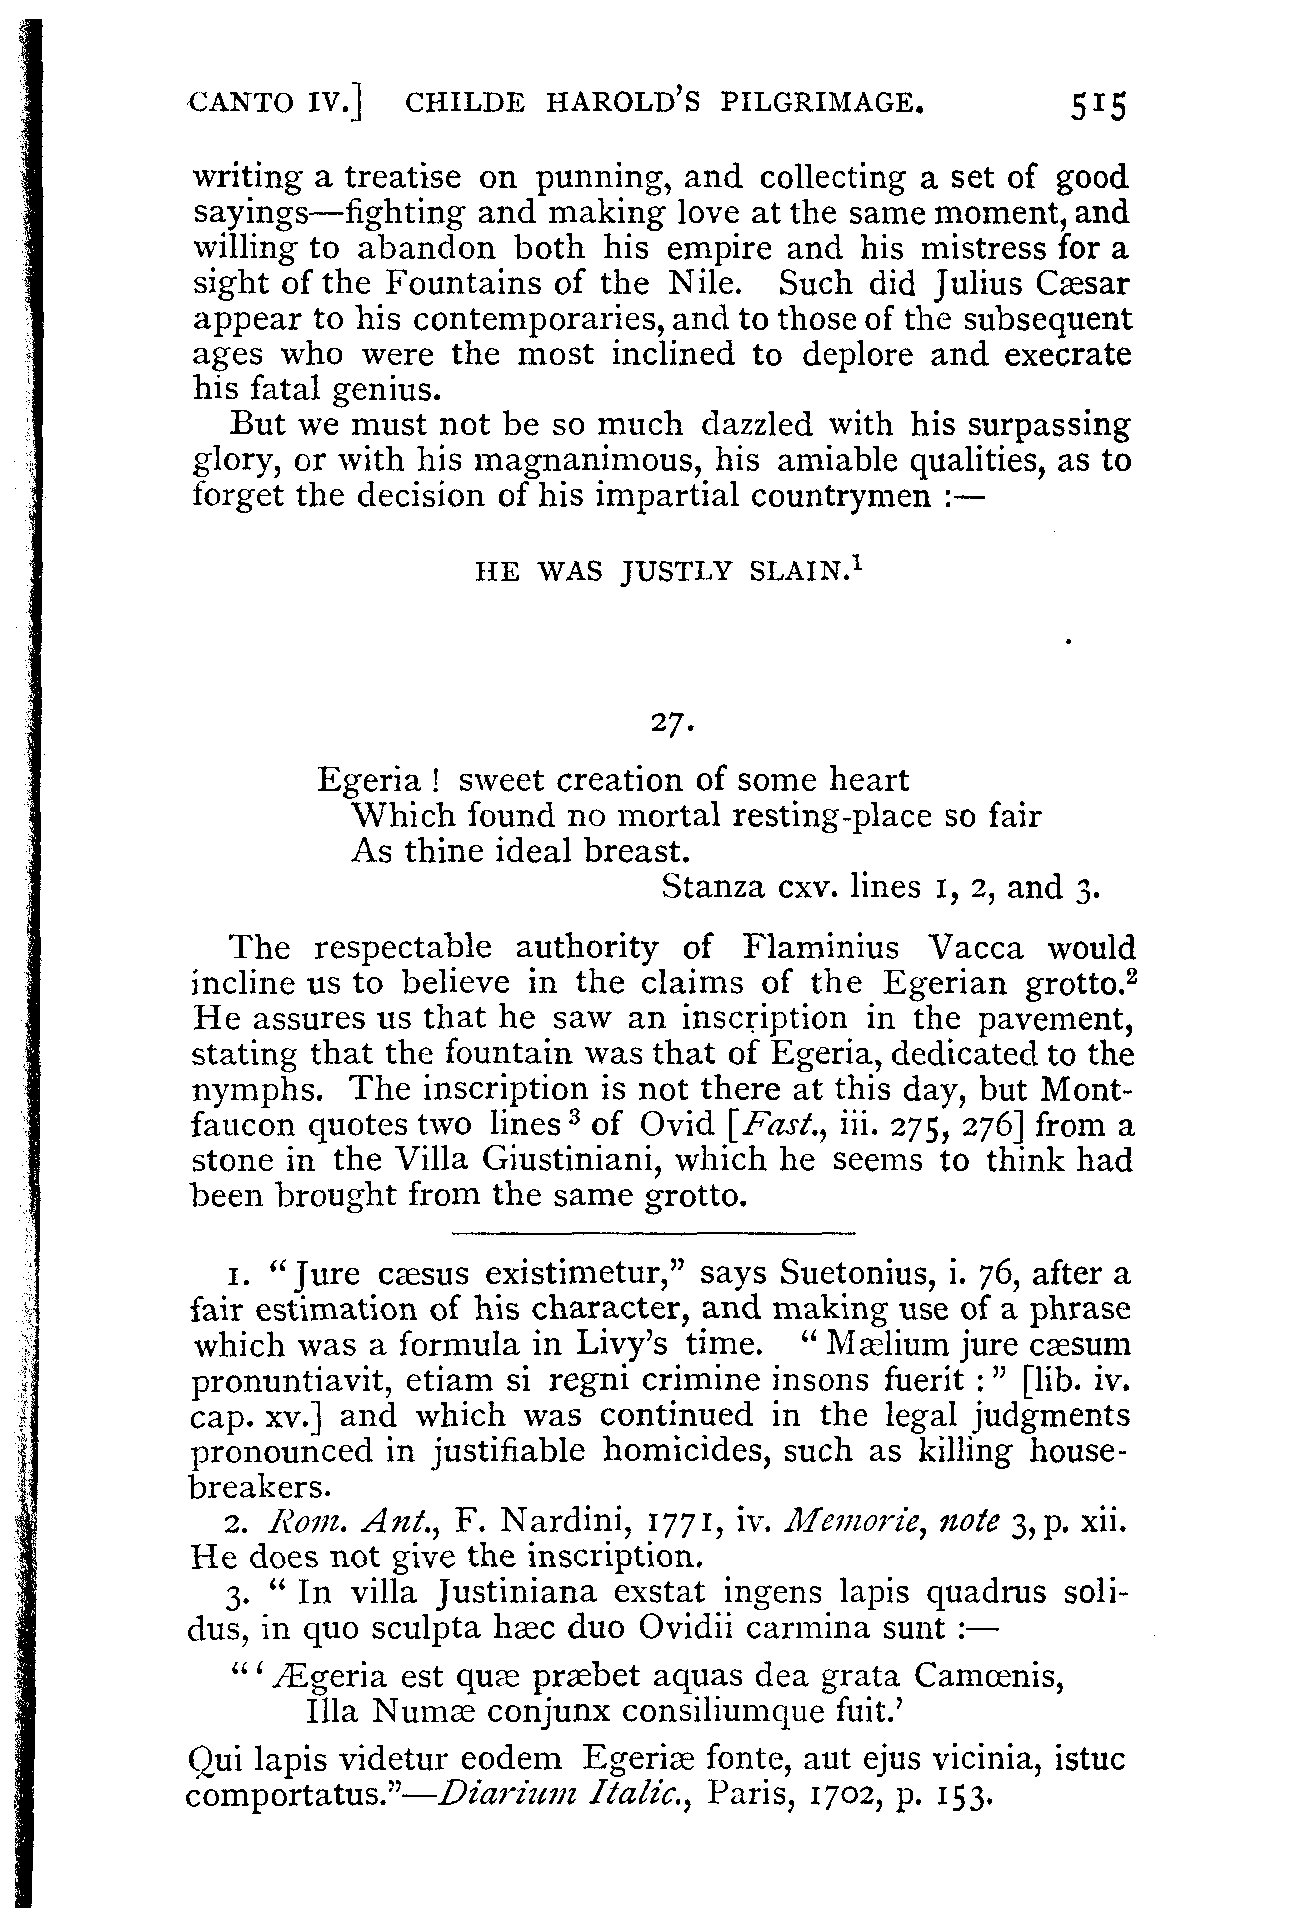 CANTO IV.] CHILDE HAROLD'S PILGRIMAGE. 515
writing a treatise on punning, and collecting a set of good
sayings—fighting and making love at the same moment, and
willing to abandon both his empire and his mistress for a
sight of the Fountains of the Nile. Such did Julius Cæsar
appear to his contemporaries, and to those of the subsequent
ages who were the most inclined to deplore and execrate
his fatal genius.
But we must not be so much dazzled with his surpassing
glory, or with his magnanimous, his amiable qualities, as to
forget the decision of his impartial countrymen :—
HE WAS JUSTLY SLAIN.¹
27.
Egeria ! sweet creation of some heart
Which found no mortal resting-place so fair
As thine ideal breast.
Stanza cxv. lines 1, 2, and 3.
The respectable authority of Flaminius Vacca would
incline us to believe in the claims of the Egerian grotto.²
He assures us that he saw an inscription in the pavement,
stating that the fountain was that of Egeria, dedicated to the
nymphs. The inscription is not there at this day, but Mont-
faucon quotes two lines ³ of Ovid [Fast., iii. 275, 276] from a
stone in the Villa Giustiniani, which he seems to think had
been brought from the same grotto.
1. "Jure cæsus existimetur," says Suetonius, i. 76, after a
fair estimation of his character, and making use of a phrase
which was a formula in Livy's time. "Mælium jure cæsum
pronuntiavit, etiam si regni crimine insons fuerit : " [lib. iv.
cap. xv.] and which was continued in the legal judgments
pronounced in justifiable homicides, such as killing house-
breakers.
2. Rom. Ant., F. Nardini, 1771, iv. Memorie, note 3, p. xii.
He does not give the inscription.
3. "In villa Justiniana exstat ingens lapis quadrus soli-
dus, in quo sculpta hæc duo Ovidii carmina sunt :—
"'Ægeria est quæ præbet aquas dea grata Camœnis,
Illa Numæ conjunx consiliumque fuit.'
Qui lapis videtur eodem Egeriæ fonte, aut ejus vicinia, istuc
comportatus."—Diarium Italic., Paris, 1702, p. 153.